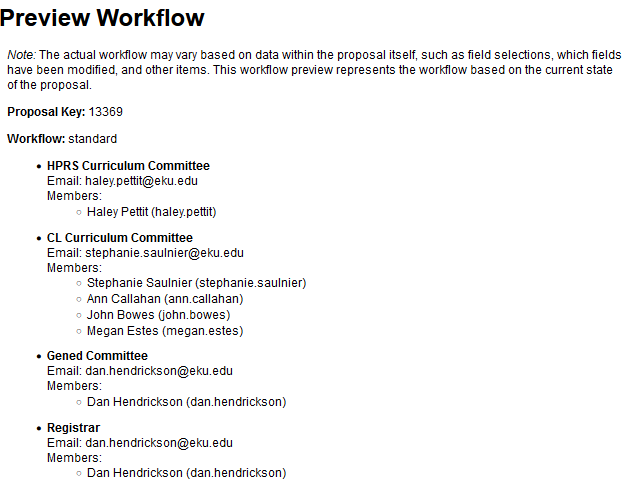 Preview Workflow
Note: The actual workflow may vary based on data within the proposal itself, such as field selections, which fields
have been modified, and other items. This workflow preview represents the workflow based on the current state
of the proposal.
Proposal Key: 13369
Workflow: standard
• HPRS Curriculum Committee
Email: haley.pettit@eku.edu
Members:
○ Haley Pettit (haley.pettit)
• CL Curriculum Committee
Email: stephanie.saulnier@eku.edu
Members:
○ Stephanie Saulnier (stephanie.saulnier)
○ Ann Callahan (ann.callahan)
○ John Bowes (john.bowes)
○ Megan Estes (megan.estes)
• Gened Committee
Email: dan.hendrickson@eku.edu
Members:
○ Dan Hendrickson (dan.hendrickson)
• Registrar
Email: dan.hendrickson@eku.edu
Members:
○ Dan Hendrickson (dan.hendrickson)